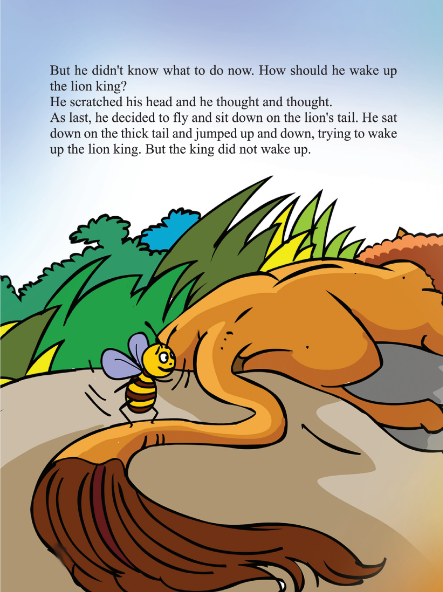 But he didn't know what to do now. How should he wake up
the lion king?
He scratched his head and he thought and thought.
As last, he decided to fly and sit down on the lion's tail. He sat
down on the thick tail and jumped up and down, trying to wake
up the lion king. But the king did not wake up.